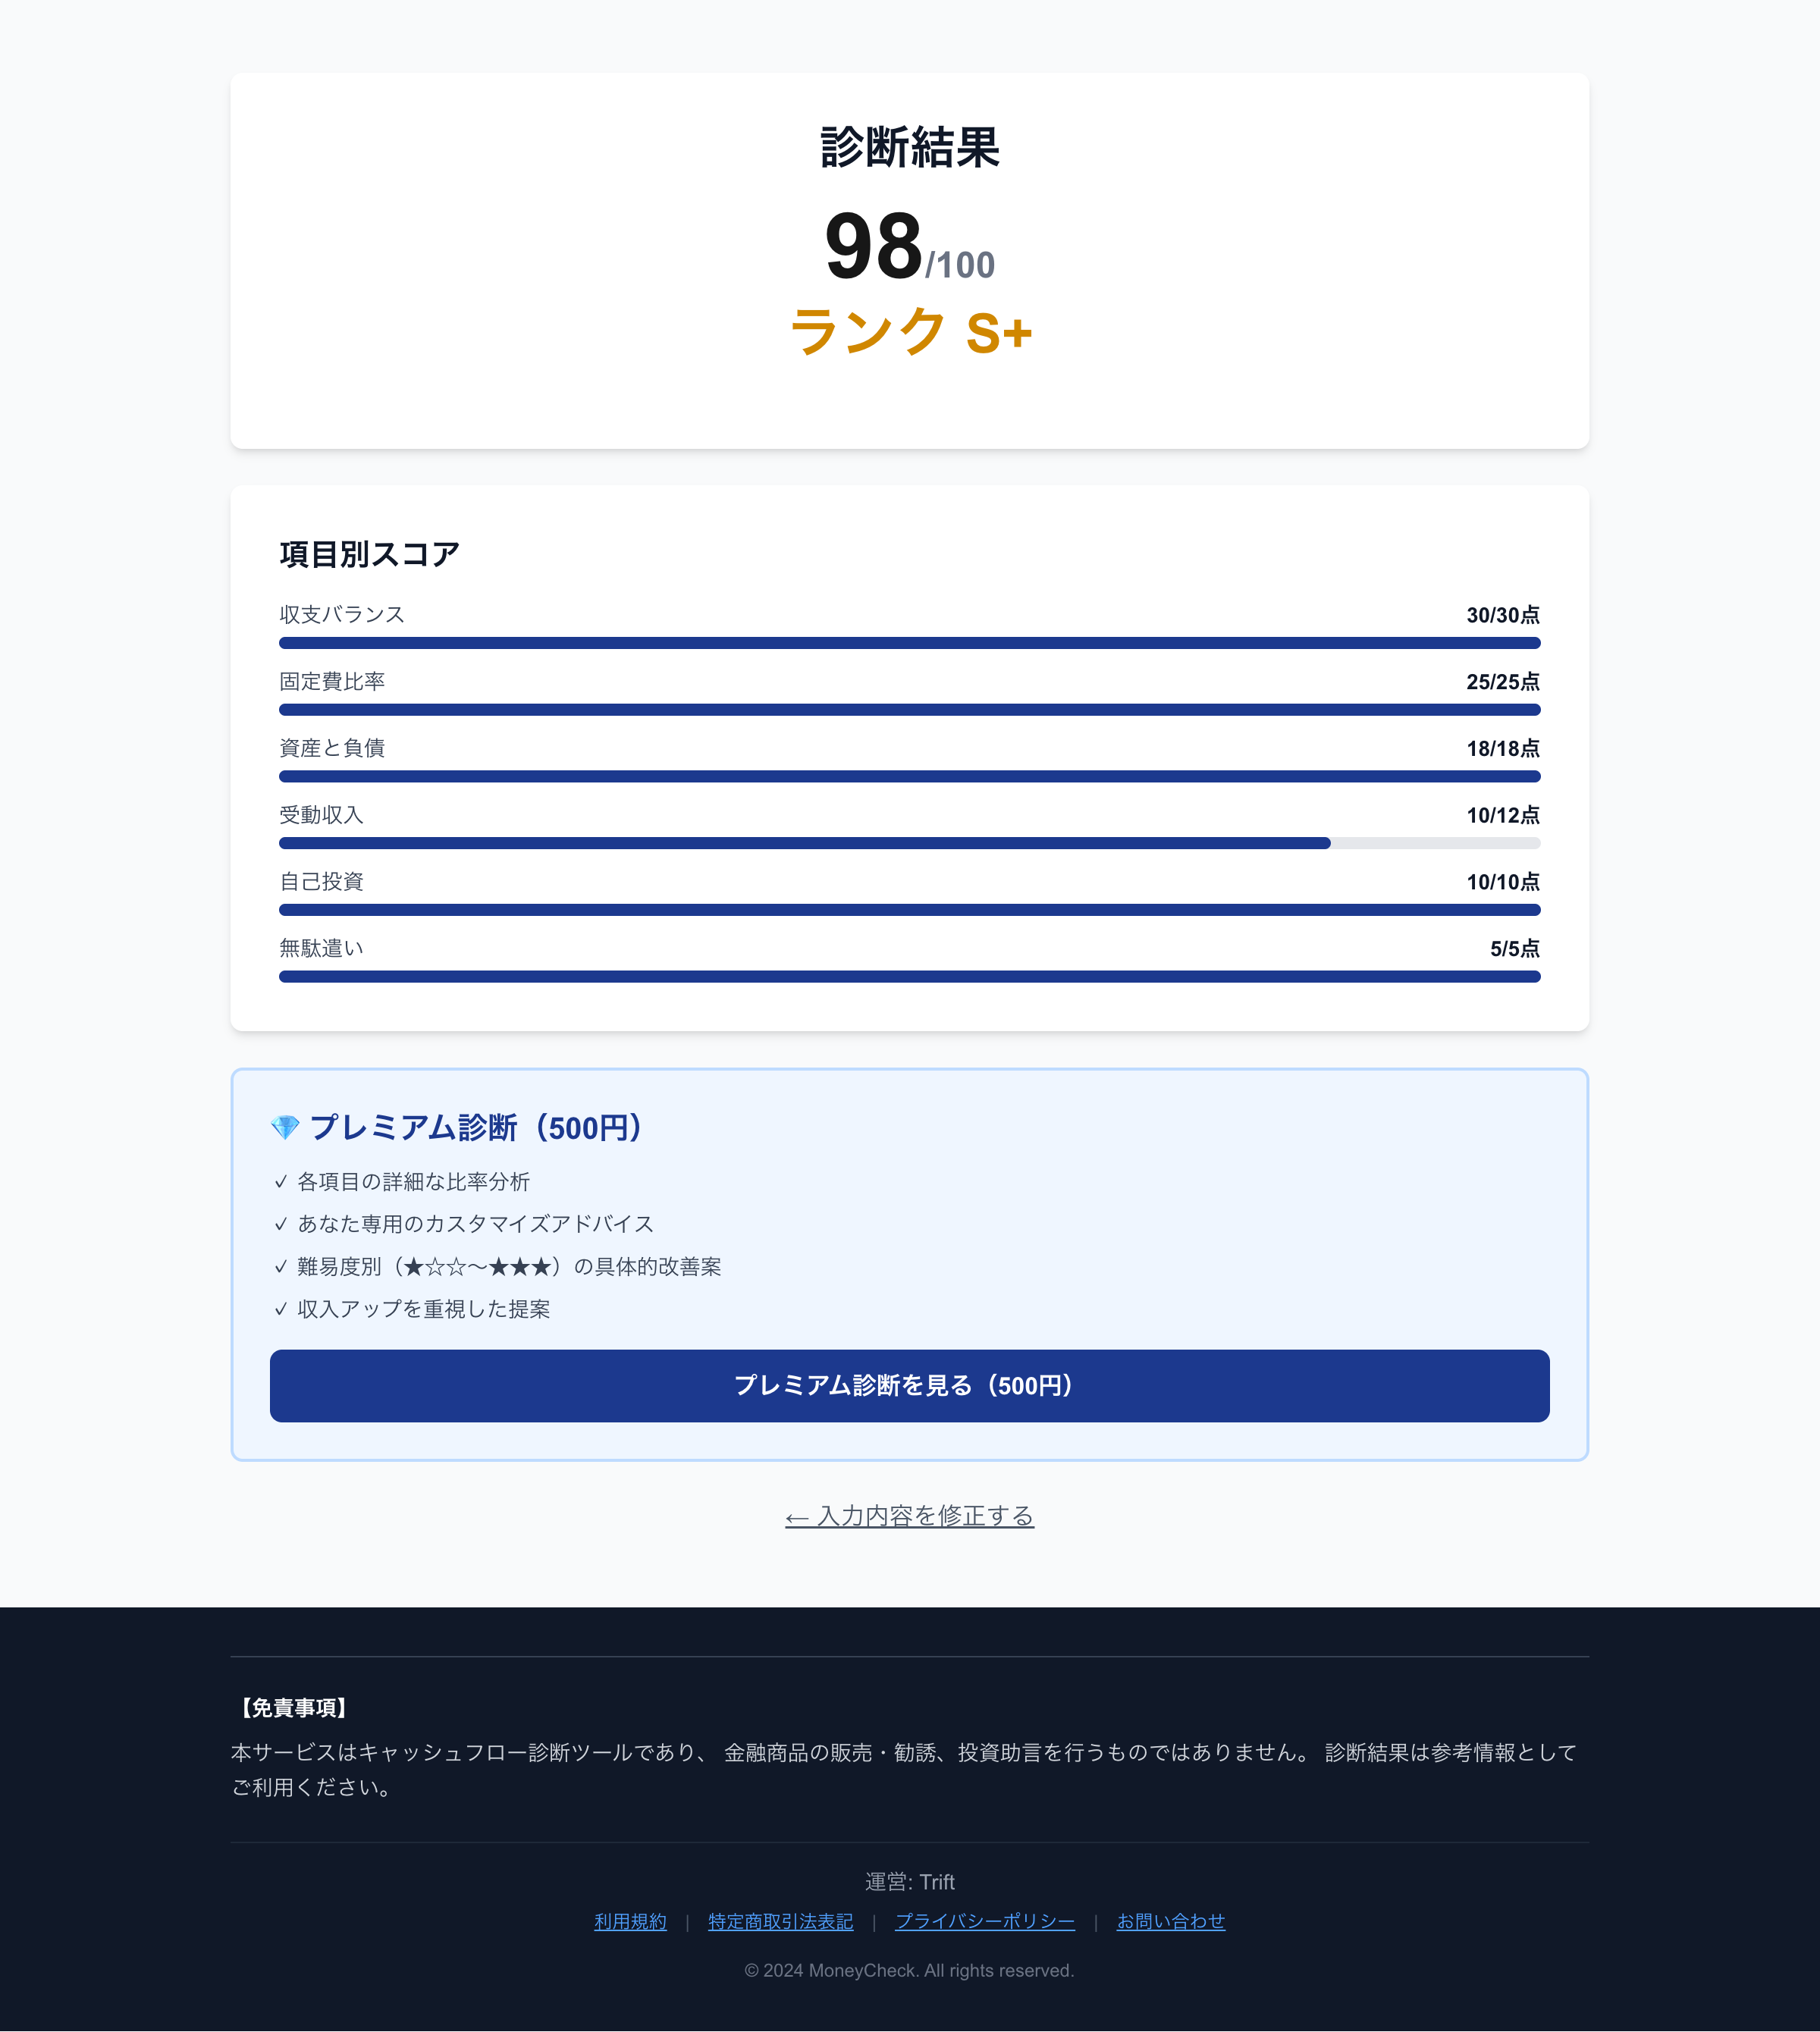 診断結果
98/100
ランク S+
項目別スコア
収支バランス 30/30点
固定費比率 25/25点
資産と負債 18/18点
受動収入 10/12点
自己投資 10/10点
無駄遣い 5/5点
💎 プレミアム診断（500円）
✓ 各項目の詳細な比率分析
✓ あなた専用のカスタマイズアドバイス
✓ 難易度別（★☆☆〜★★★）の具体的改善案
✓ 収入アップを重視した提案
プレミアム診断を見る（500円）
← 入力内容を修正する
【免責事項】
本サービスはキャッシュフロー診断ツールであり、 金融商品の販売・勧誘、投資助言を行うものではありません。 診断結果は参考情報として
ご利用ください。
運営: Trift
利用規約 | 特定商取引法表記 | プライバシーポリシー | お問い合わせ
© 2024 MoneyCheck. All rights reserved.